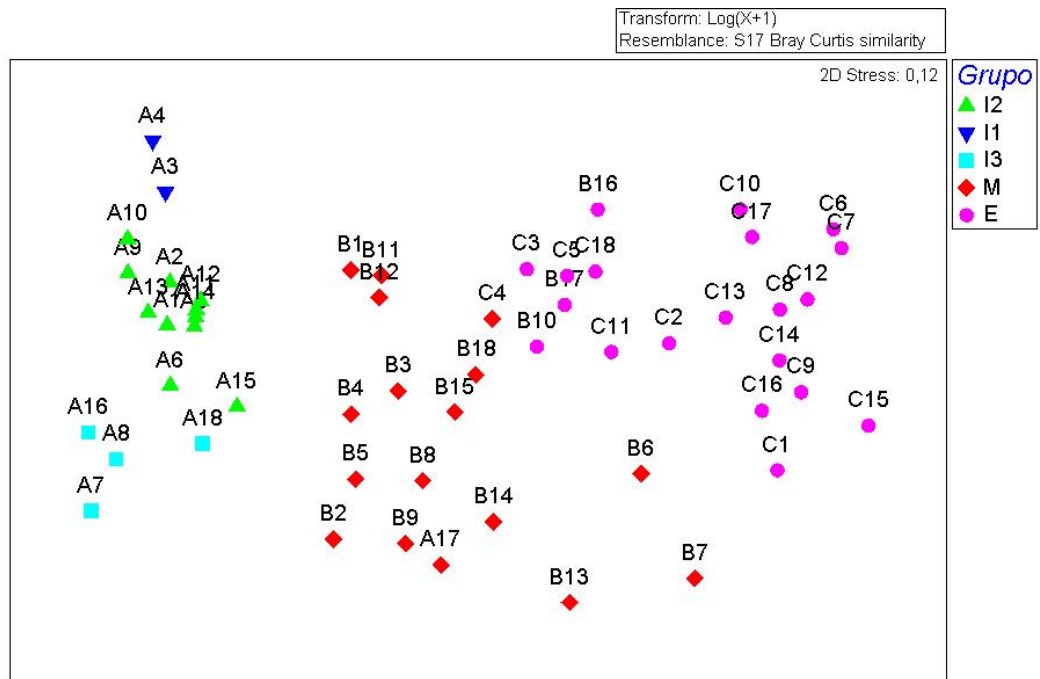 Transform: Log(X+1)
Resemblance: S17 Bray Curtis similarity
2D Stress: 0,12
Grupo
I2
I1
I3
M
E
A4
A3
A10
A9
A2
A12
A13
A11
A14
A1
A6
A15
A16
A18
A8
A7
B1
B11
B12
B16
C10
C17
C6
C7
C3
C5
C18
B17
C4
B10
C11
C2
C13
C8
C12
C14
C9
C16
C15
C1
B18
B3
B15
B4
B5
B8
B6
B14
B2
B9
A17
B7
B13